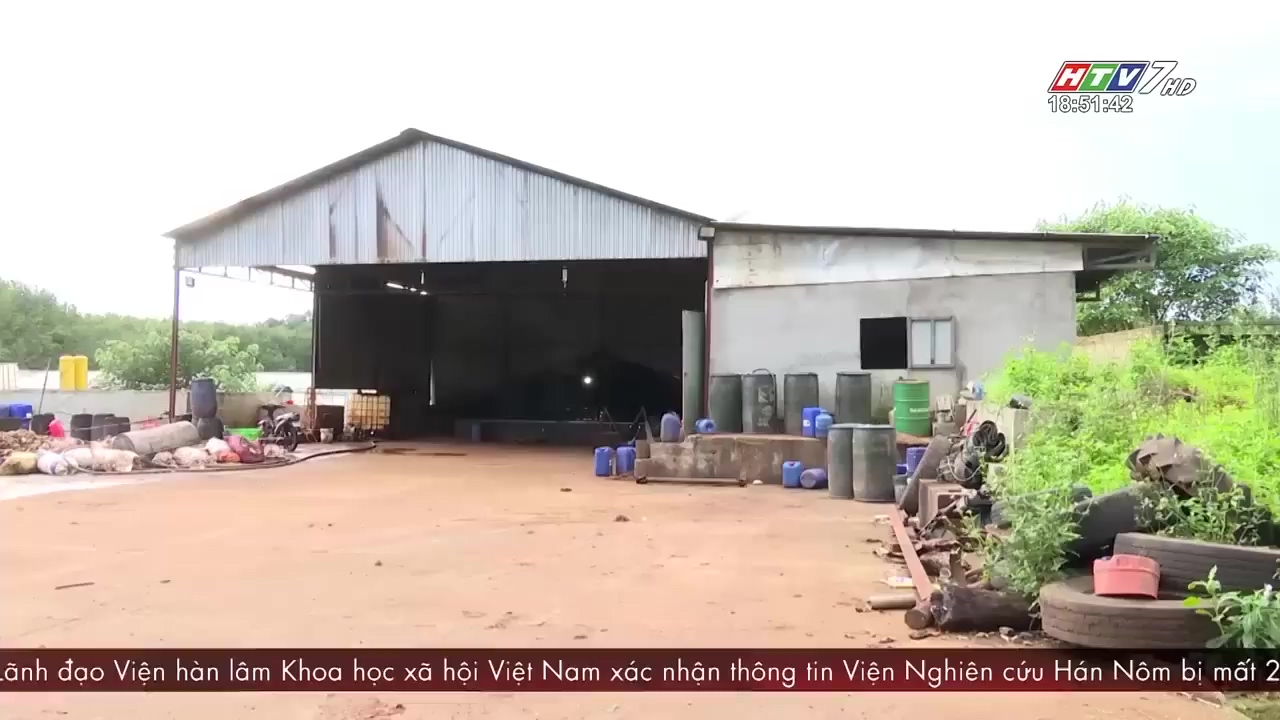 HTV7 HD
18:51:42
Lãnh đạo Viện hàn lâm Khoa học xã hội Việt Nam xác nhận thông tin Viện Nghiên cứu Hán Nôm bị mất 2